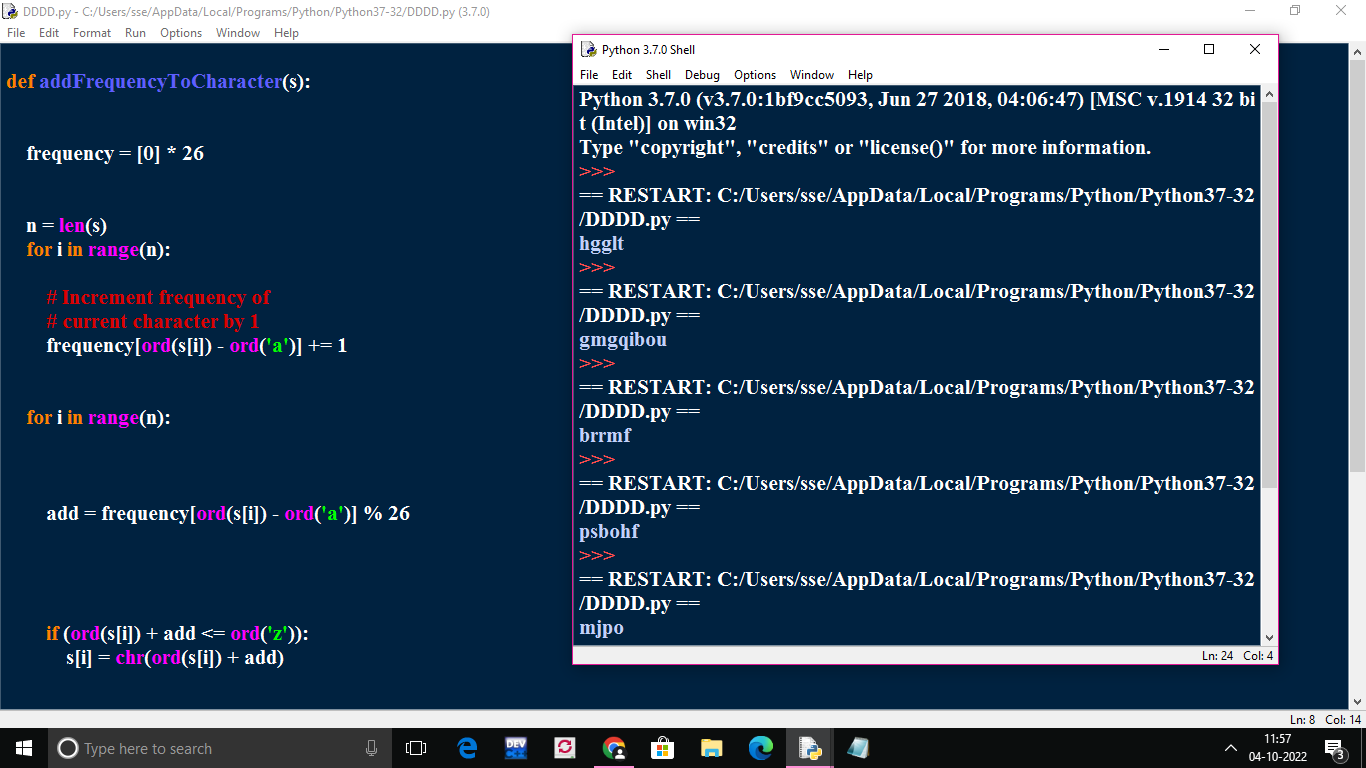 DDDD.py - C:/Users/sse/AppData/Local/Programs/Python/Python37-32/DDDD.py (3.7.0)
File Edit Format Run Options Window Help
def addFrequencyToCharacter(s):
frequency = [0] * 26
n = len(s)
for i in range(n):
# Increment frequency of
# current character by 1
frequency[ord(s[i]) - ord('a')] += 1
for i in range(n):
add = frequency[ord(s[i]) - ord('a')] % 26
if (ord(s[i]) + add <= ord('z')):
s[i] = chr(ord(s[i]) + add)
Ln: 8 Col: 14
Python 3.7.0 Shell
File Edit Shell Debug Options Window Help
Python 3.7.0 (v3.7.0:1bf9cc5093, Jun 27 2018, 04:06:47) [MSC v.1914 32 bi
t (Intel)] on win32
Type "copyright", "credits" or "license()" for more information.
>>>
== RESTART: C:/Users/sse/AppData/Local/Programs/Python/Python37-32
/DDDD.py ==
hgglt
>>>
== RESTART: C:/Users/sse/AppData/Local/Programs/Python/Python37-32
/DDDD.py ==
gmgqibou
>>>
== RESTART: C:/Users/sse/AppData/Local/Programs/Python/Python37-32
/DDDD.py ==
brrmf
>>>
== RESTART: C:/Users/sse/AppData/Local/Programs/Python/Python37-32
/DDDD.py ==
psbohf
>>>
== RESTART: C:/Users/sse/AppData/Local/Programs/Python/Python37-32
/DDDD.py ==
mjpo
Ln: 24 Col: 4
Type here to search
DEV
11:57
04-10-2022
3